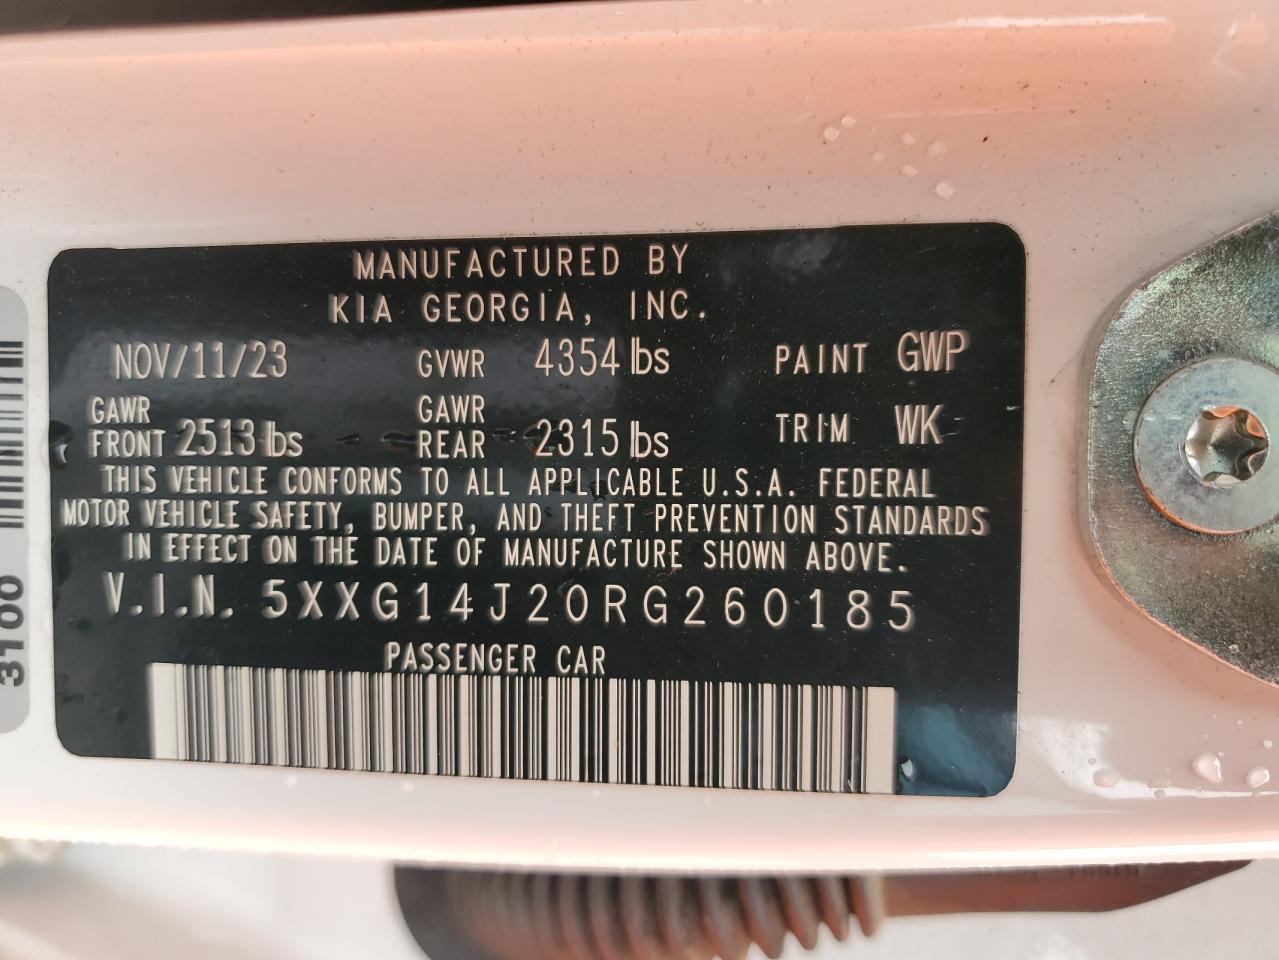 MANUFACTURED BY
KIA GEORGIA, INC.
NOV/11/23 GVWR 4354 lbs PAINT GWP
GAWR FRONT 2513 lbs GAWR REAR 2315 lbs TRIM WK
THIS VEHICLE CONFORMS TO ALL APPLICABLE U.S.A. FEDERAL
MOTOR VEHICLE SAFETY, BUMPER, AND THEFT PREVENTION STANDARDS
IN EFFECT ON THE DATE OF MANUFACTURE SHOWN ABOVE.
V.I.N. 5XXG14J20RG260185
PASSENGER CAR
3100